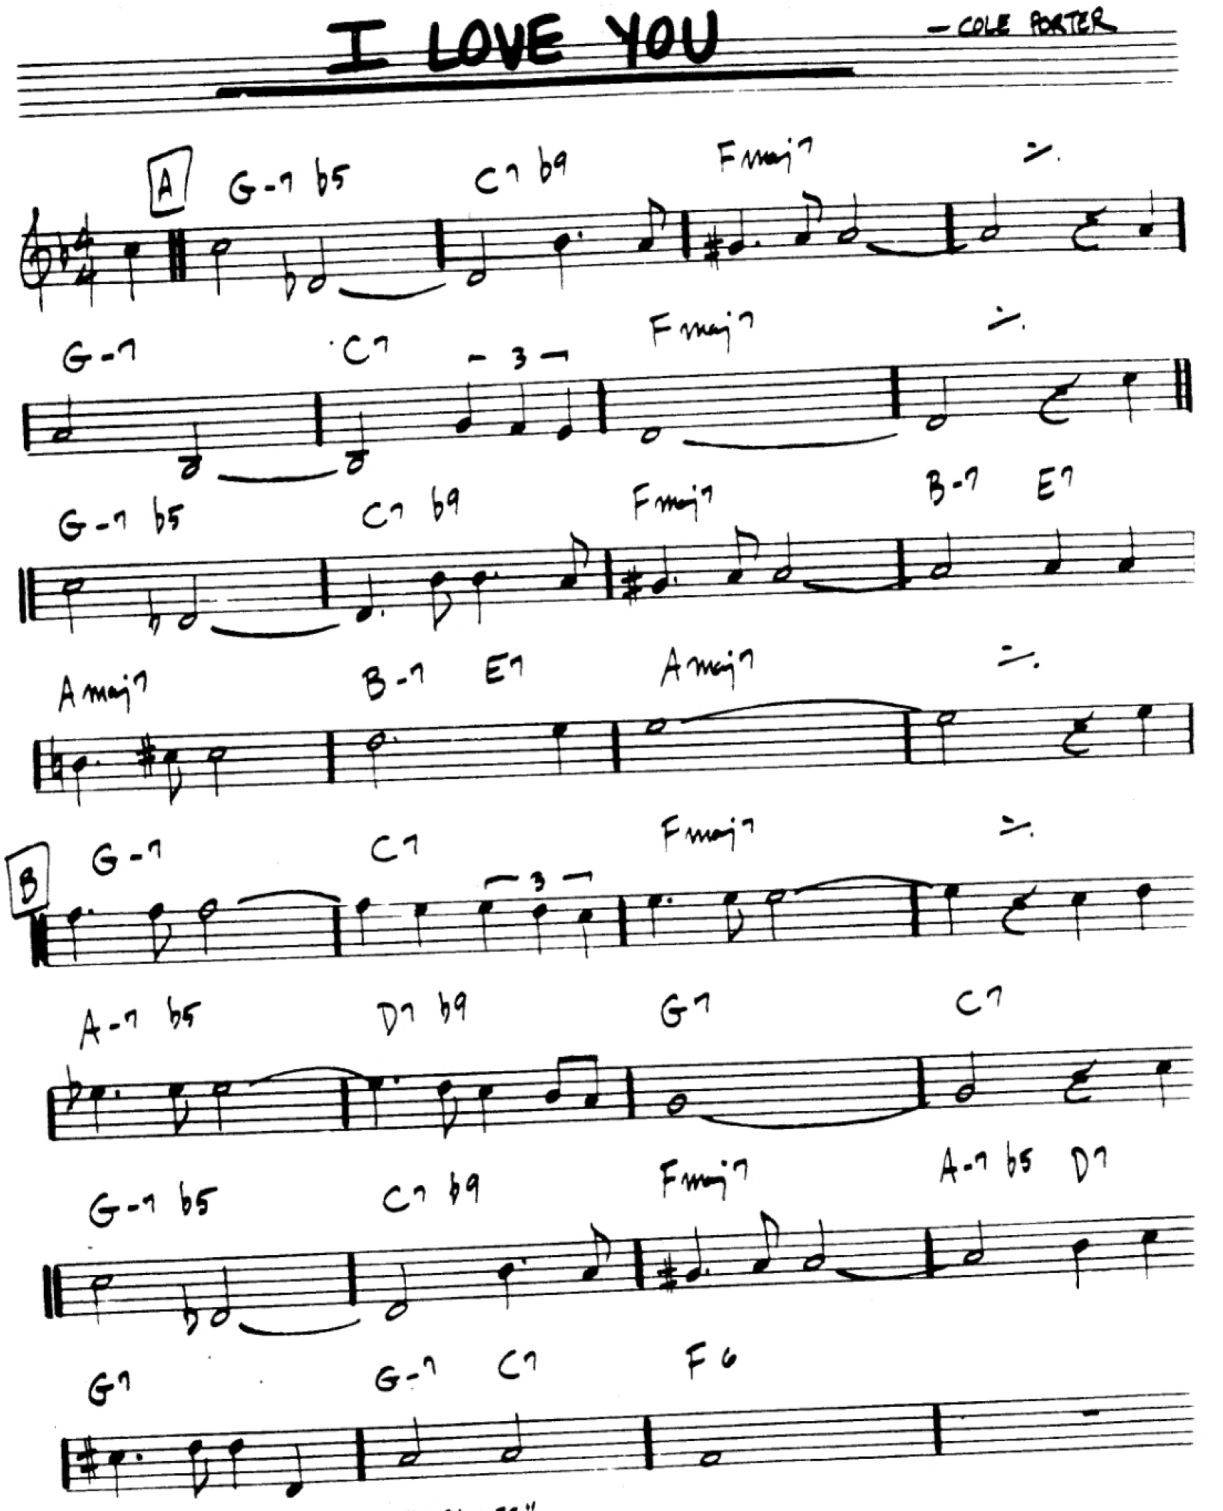 I LOVE YOU
– COLE PORTER
A G-7 b5 C7 b9 Fmaj7 ٪
4
4
G-7 C7 3 Fmaj7 ٪
G-7 b5 C7 b9 Fmaj7 B-7 E7
Amaj7 B-7 E7 Amaj7 ٪
B G-7 C7 3 Fmaj7 ٪
A-7 b5 D7 b9 G7 C7
G-7 b5 C7 b9 Fmaj7 A-7 b5 D7
G7 G-7 C7 F6